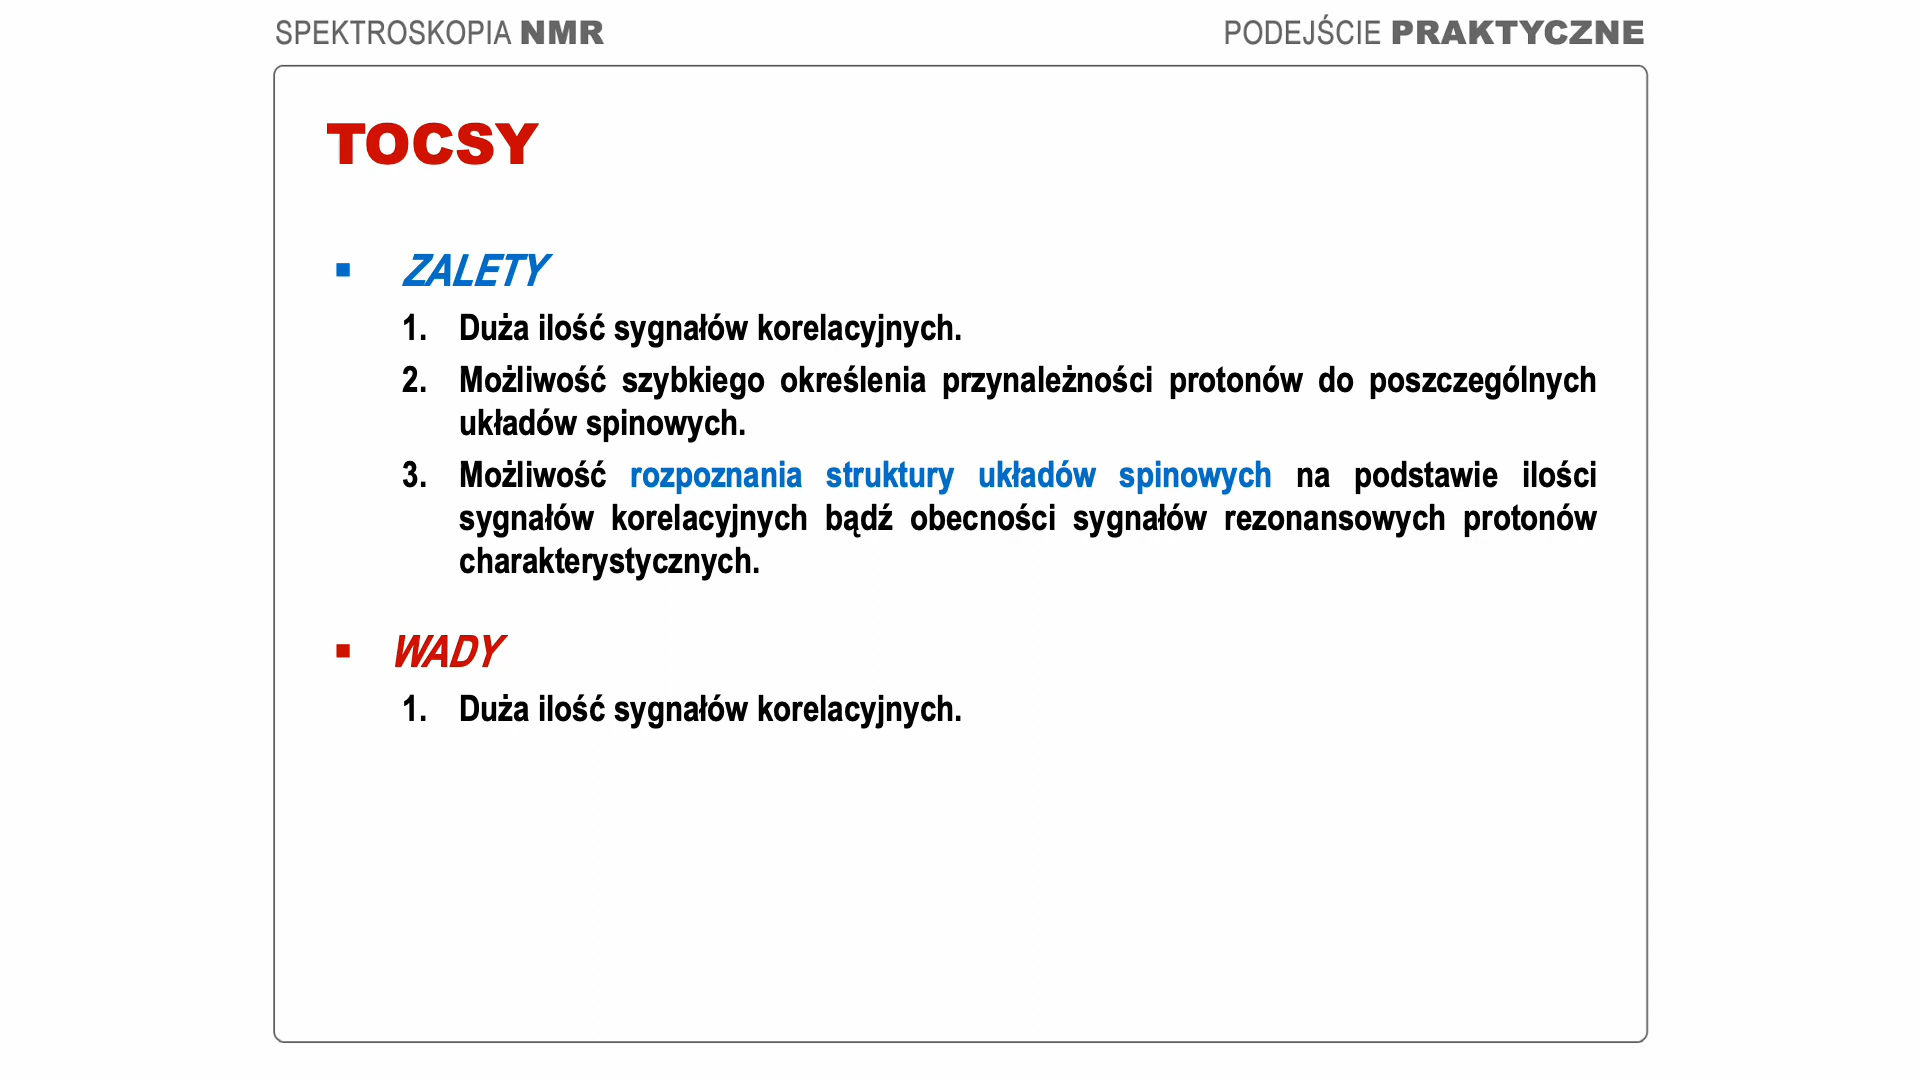 SPEKTROSKOPIA NMR
PODEJŚCIE PRAKTYCZNE
TOCSY
▪ ZALETY
1. Duża ilość sygnałów korelacyjnych.
2. Możliwość szybkiego określenia przynależności protonów do poszczególnych
układów spinowych.
3. Możliwość rozpoznania struktury układów spinowych na podstawie ilości
sygnałów korelacyjnych bądź obecności sygnałów rezonansowych protonów
charakterystycznych.
▪ WADY
1. Duża ilość sygnałów korelacyjnych.